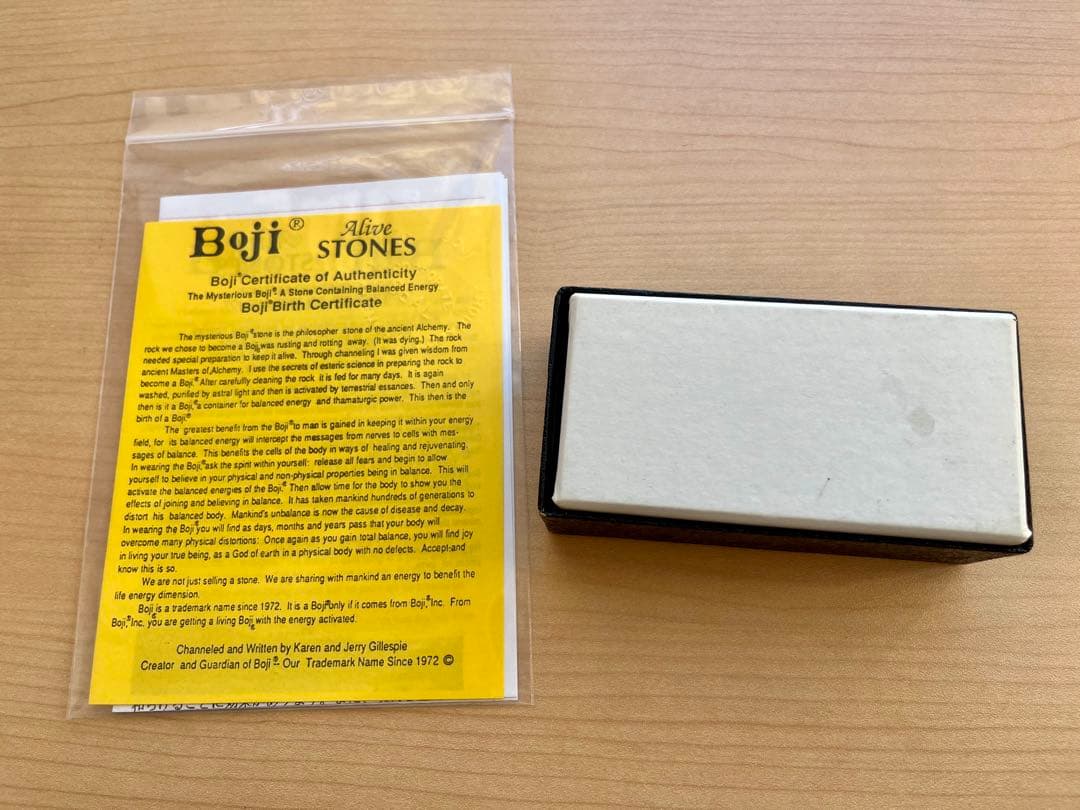 Boji ® Alive STONES
Boji® Certificate of Authenticity
The Mysterious Boji® A Stone Containing Balanced Energy
Boji® Birth Certificate
The mysterious Boji®stone is the philosopher stone of the ancient Alchemy. The
rock we chose to become a Boji®was rusting and rotting away. (It was dying.) The rock
needed special preparation to keep it alive. Through channeling I was given wisdom from
ancient Masters of Alchemy. I use the secrets of esteric science in preparing the rock to
become a Boji.® After carefully cleaning the rock it is fed for many days. It is again
washed, purified by astral light and then is activated by terrestial essances. Then and only
then is it a Boji,®a container for balanced energy and thamaturgic power. This then is the
birth of a Boji®
The greatest benefit from the Boji®to man is gained in keeping it within your energy
field, for its balanced energy will intercept the messages from nerves to cells with mes-
sages of balance. This benefits the cells of the body in ways of healing and rejuvenating.
In wearing the Boji,®ask the spirit within yourself: release all fears and begin to allow
yourself to believe in your physical and non-physical properties being in balance. This will
activate the balanced energies of the Boji.® Then allow time for the body to show you the
effects of joining and believing in balance. It has taken mankind hundreds of generations to
distort his balanced body. Mankind's unbalance is now the cause of disease and decay.
In wearing the Boji®you will find as days, months and years pass that your body will
overcome many physical distortions: Once again as you gain total balance, you will find joy
in living your true being, as a God of earth in a physical body with no defects. Accept and
know this is so.
We are not just selling a stone. We are sharing with mankind an energy to benefit the
life energy dimension.
Boji is a trademark name since 1972. It is a Boji®only if it comes from Boji,®Inc. From
Boji,®Inc. you are getting a living Boji® with the energy activated.
Channeled and Written by Karen and Jerry Gillespie
Creator and Guardian of Boji® - Our Trademark Name Since 1972 ©